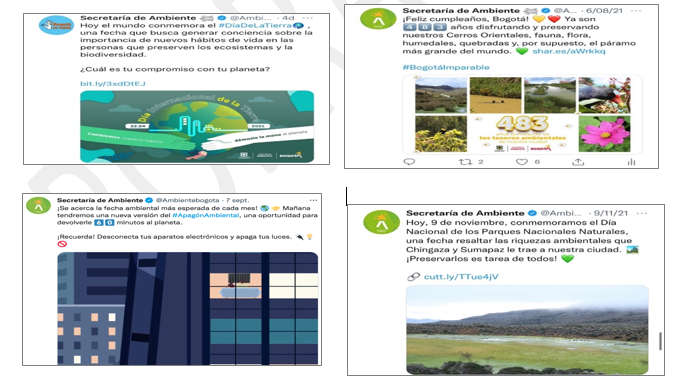 Secretaría de Ambiente @Ambi... · 4d ···
Hoy el mundo conmemora el #DíaDeLaTierra,
una fecha que busca generar conciencia sobre la
importancia de nuevos hábitos de vida en las
personas que preserven los ecosistemas y la
biodiversidad.
¿Cuál es tu compromiso con tu planeta?
bit.ly/3xdDtEJ
Día Internacional de la Tierra
22.04
2021
BOGOTÁ
Secretaría de Ambiente @A... · 6/08/21 ···
¡Feliz cumpleaños, Bogotá! Ya son
483 años disfrutando y preservando
nuestros Cerros Orientales, fauna, flora,
humedales, quebradas y, por supuesto, el páramo
más grande del mundo. shar.es/aWrkkq
#BogotáImparable
483
los tesoros ambientales
de nuestra ciudad
BOGOTÁ
2
6
Secretaría de Ambiente @Ambientebogota · 7 sept. ···
¡Se acerca la fecha ambiental más esperada de cada mes! Mañana
tendremos una nueva versión del #ApagónAmbiental, una oportunidad para
devolverle 60 minutos al planeta.
¡Recuerda! Desconecta tus aparatos electrónicos y apaga tus luces.
Secretaría de Ambiente @Ambi... · 9/11/21 ···
Hoy, 9 de noviembre, conmemoramos el Día
Nacional de los Parques Nacionales Naturales,
una fecha resaltar las riquezas ambientales que
Chingaza y Sumapaz le trae a nuestra ciudad.
¡Preservarlos es tarea de todos!
cutt.ly/TTue4jV